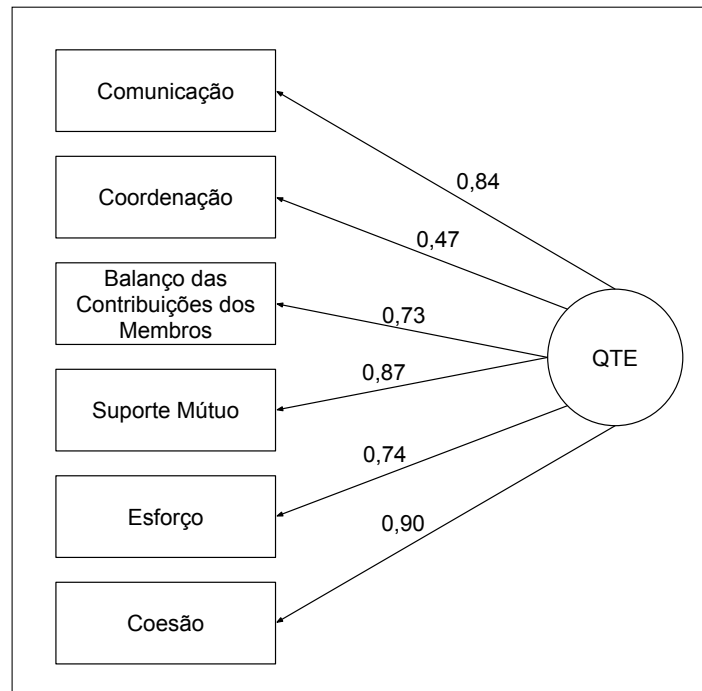 Comunicação
0,84
Coordenação
0,47
Balanço das
Contribuições dos
Membros
0,73
QTE
Suporte Mútuo
0,87
Esforço
0,74
Coesão
0,90